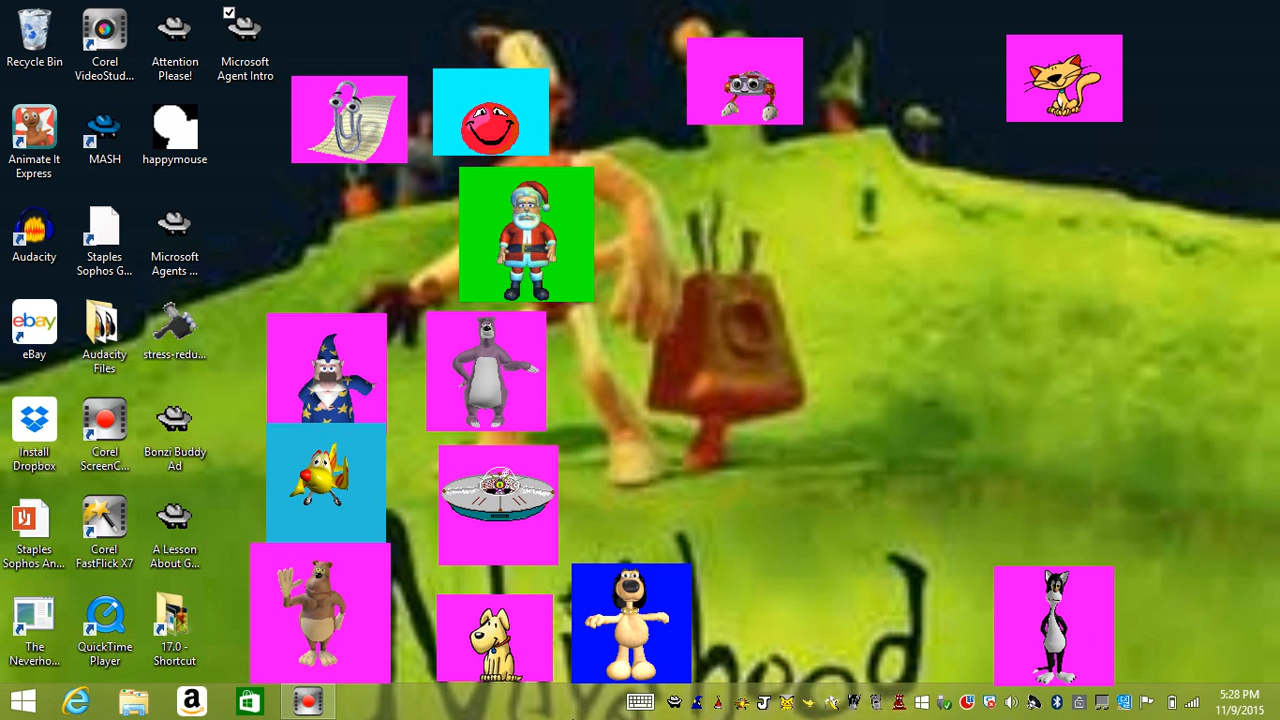 Recycle Bin
Corel
VideoStud...
Attention
Please!
Microsoft
Agent Intro
Animate It
Express
MASH
happymouse
Audacity
Staples
Sophos G...
Microsoft
Agents ...
ebay
eBay
Audacity
Files
stress-redu...
Install
Dropbox
Corel
ScreenC...
Bonzi Buddy
Ad
Staples
Sophos An...
Corel
FastFlick X7
A Lesson
About G...
The
Neverho...
QuickTime
Player
17.0 -
Shortcut
5:28 PM
11/9/2015